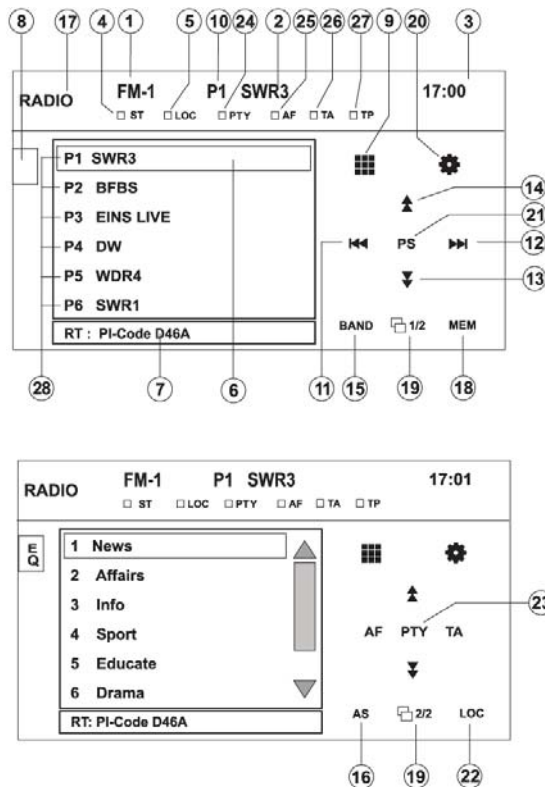 8 17 4 1 5 10 24 2 25 26 27 9 20 3
RADIO FM-1 P1 SWR3 17:00
ST LOC PTY AF TA TP
P1 SWR3
P2 BFBS
14
P3 EINS LIVE
21
PS
12
P4 DW
13
P5 WDR4
P6 SWR1
BAND 1/2 MEM
RT : PI-Code D46A
28 7 6 11 15 19 18
RADIO FM-1 P1 SWR3 17:01
ST LOC PTY AF TA TP
EQ
1 News
2 Affairs
3 Info
23
4 Sport
AF PTY TA
5 Educate
6 Drama
AS 2/2 LOC
RT: PI-Code D46A
16 19 22